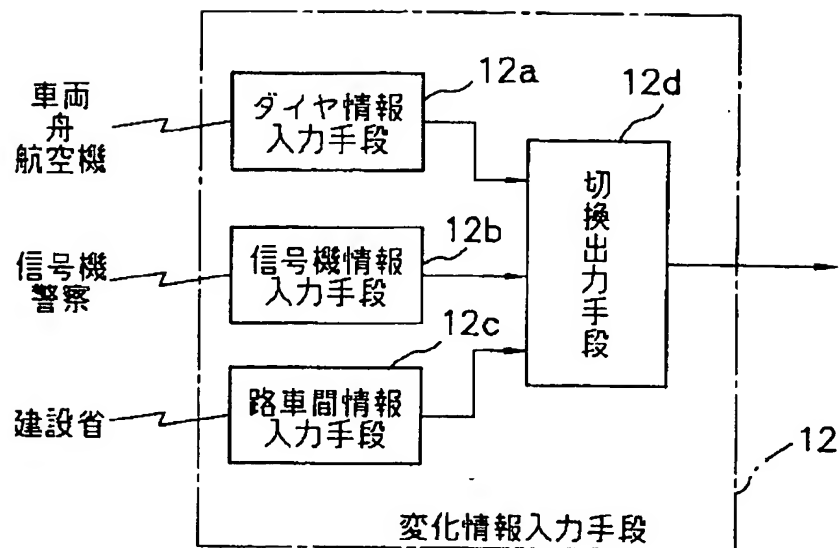 車両
舟
航空機
12a
ダイヤ情報
入力手段
信号機
警察
12b
信号機情報
入力手段
建設省
12c
路車間情報
入力手段
12d
切換出力手段
12
変化情報入力手段